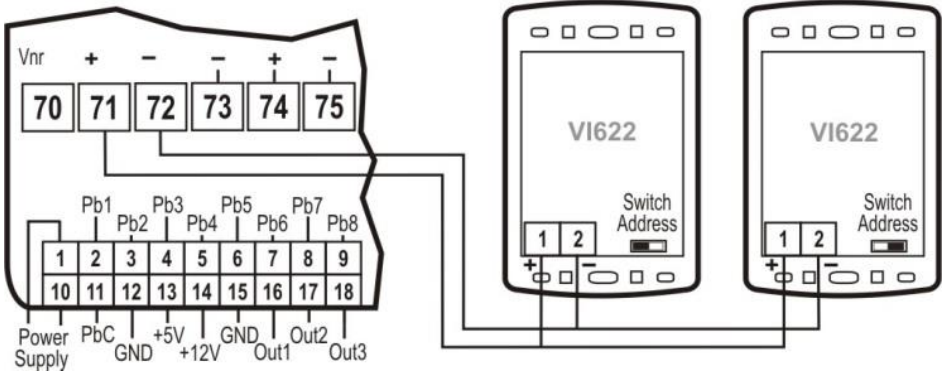 Vnr + − − + −
70 71 72 73 74 75
Pb1 Pb3 Pb5 Pb7
Pb2 Pb4 Pb6 Pb8
1 2 3 4 5 6 7 8 9
10 11 12 13 14 15 16 17 18
Power Supply PbC GND +5V +12V GND Out1 Out2 Out3
VI622
Switch
Address
1 2
+ −
VI622
Switch
Address
1 2
+ −